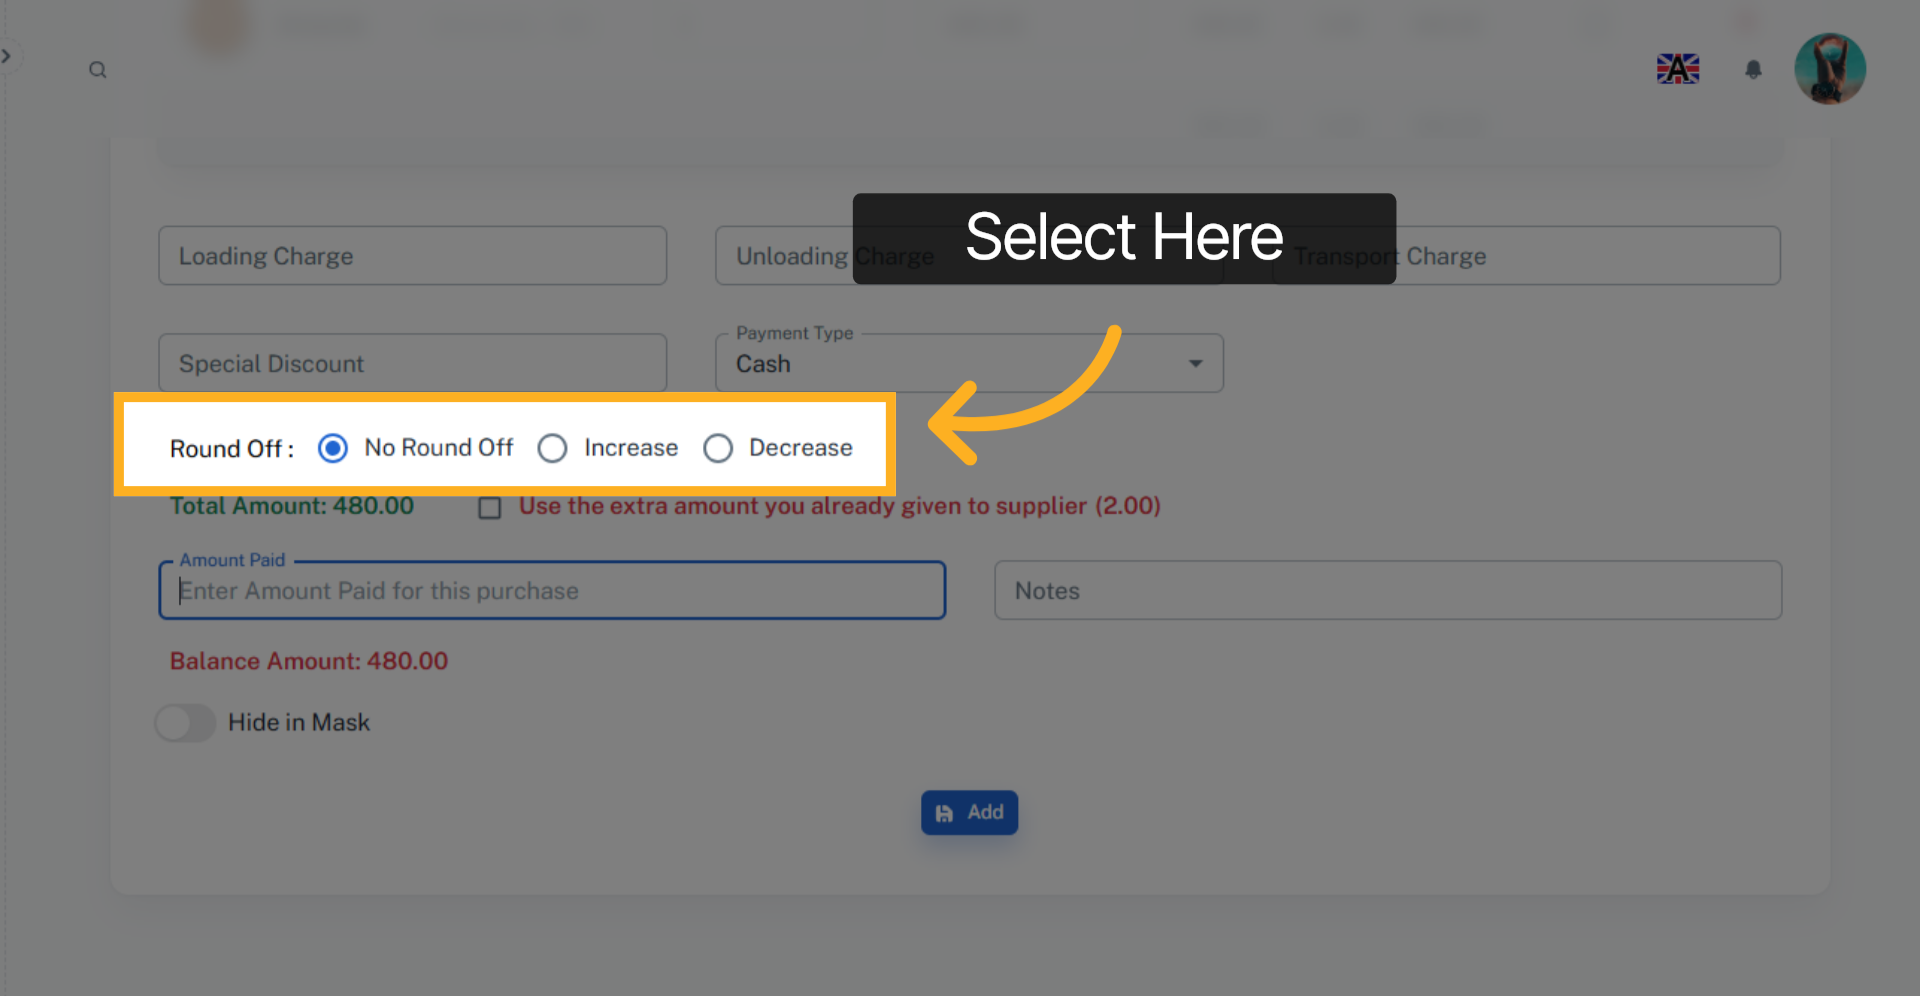 A
Select Here
Loading Charge
Unloading Charge
Transport Charge
Special Discount
Payment Type
Cash
Round Off : No Round Off Increase Decrease
Total Amount: 480.00 Use the extra amount you already given to supplier (2.00)
Amount Paid
Enter Amount Paid for this purchase
Notes
Balance Amount: 480.00
Hide in Mask
Add